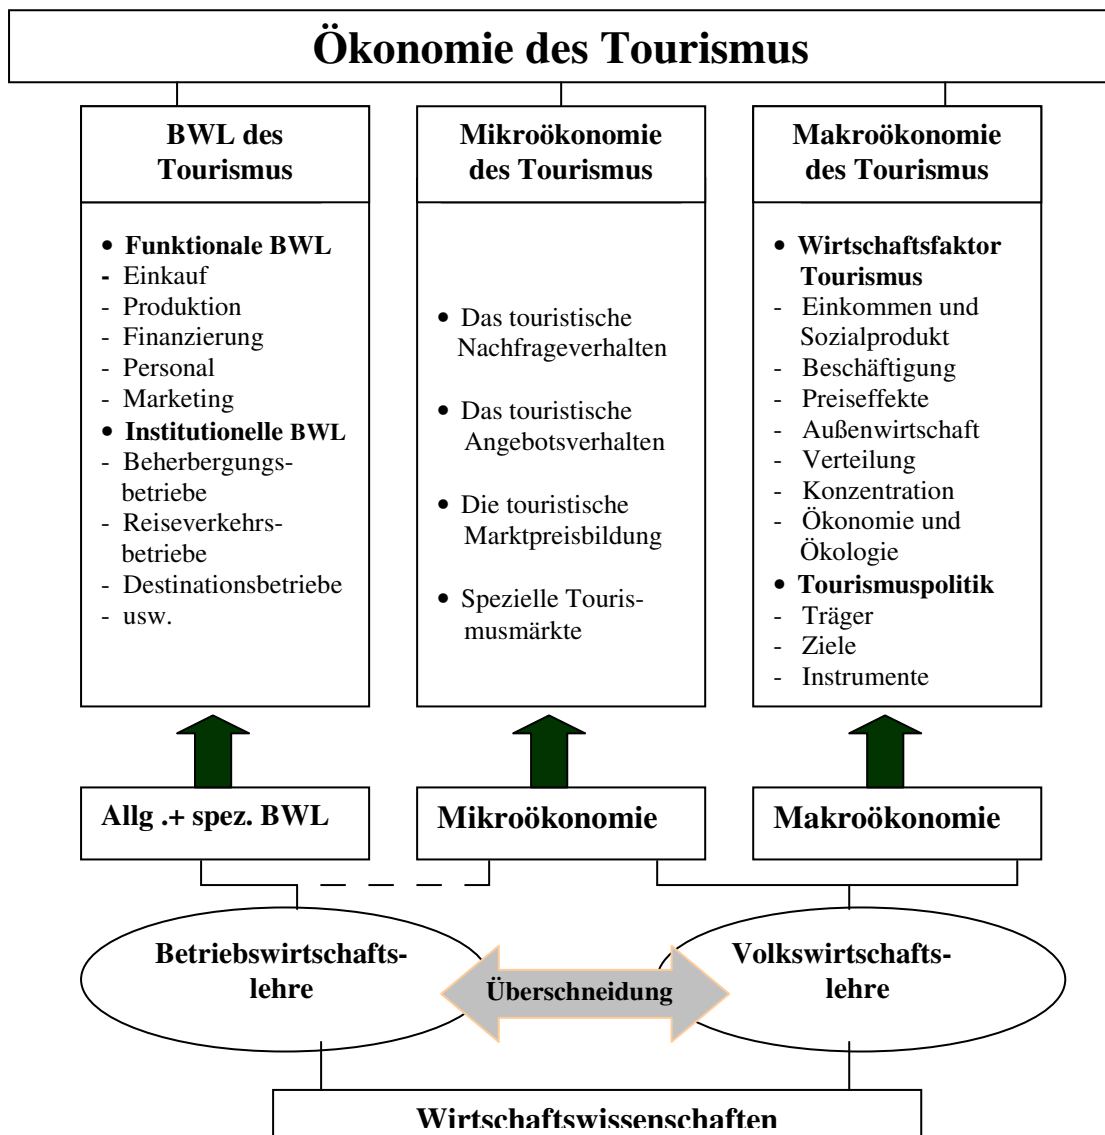 Ökonomie des Tourismus
BWL des
Tourismus
• Funktionale BWL
- Einkauf
- Produktion
- Finanzierung
- Personal
- Marketing
• Institutionelle BWL
- Beherbergungs-
betriebe
- Reiseverkehrs-
betriebe
- Destinationsbetriebe
- usw.
Mikroökonomie
des Tourismus
• Das touristische
Nachfrageverhalten
• Das touristische
Angebotsverhalten
• Die touristische
Marktpreisbildung
• Spezielle Touris-
musmärkte
Makroökonomie
des Tourismus
• Wirtschaftsfaktor
Tourismus
- Einkommen und
Sozialprodukt
- Beschäftigung
- Preiseffekte
- Außenwirtschaft
- Verteilung
- Konzentration
- Ökonomie und
Ökologie
• Tourismuspolitik
- Träger
- Ziele
- Instrumente
Allg .+ spez. BWL
Mikroökonomie
Makroökonomie
Betriebswirtschafts-
lehre
Überschneidung
Volkswirtschafts-
lehre
Wirtschaftswissenschaften